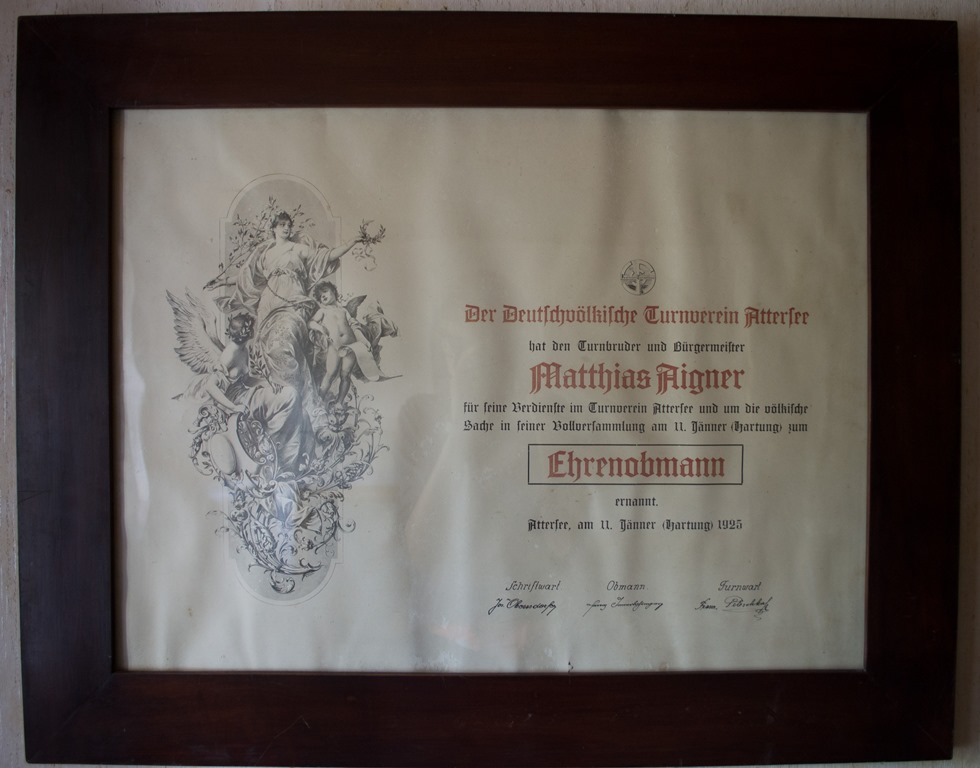 Der Deutschvölkische Turnverein Attersee
hat den Turnbruder und Bürgermeister
Matthias Aigner
für seine Verdienste im Turnverein Attersee und um die völkische
Sache in seiner Vollversammlung am 11. Jänner (Hartung) zum
Ehrenobmann
ernannt.
Attersee, am 11. Jänner (Hartung) 1925
Schriftwart Obmann Turnwart